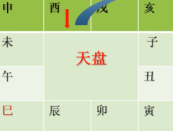 申 酉 戌 亥
未 子
天盘
午 丑
巳 辰 卯 寅